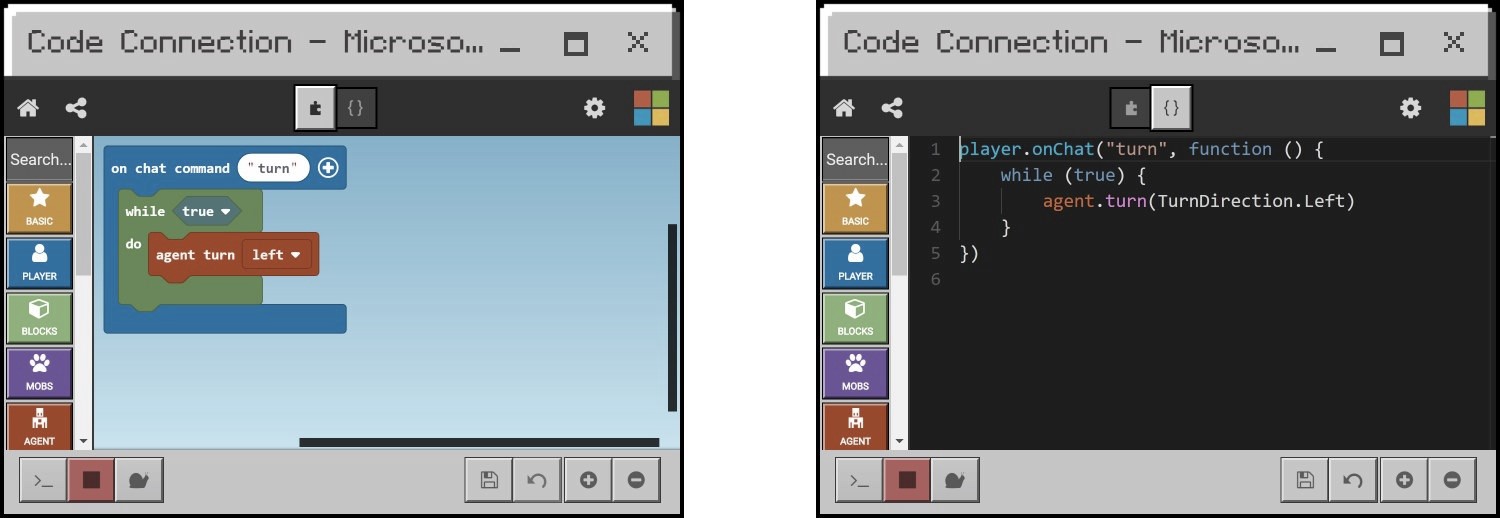 Code Connection - Microso...
{}
Search...
BASIC
PLAYER
BLOCKS
MOBS
AGENT
on chat command "turn"
while true
do
agent turn left
>_
Code Connection - Microso...
{}
Search...
BASIC
PLAYER
BLOCKS
MOBS
AGENT
1 player.onChat("turn", function () {
2 while (true) {
3 agent.turn(TurnDirection.Left)
4 }
5 })
6
>_